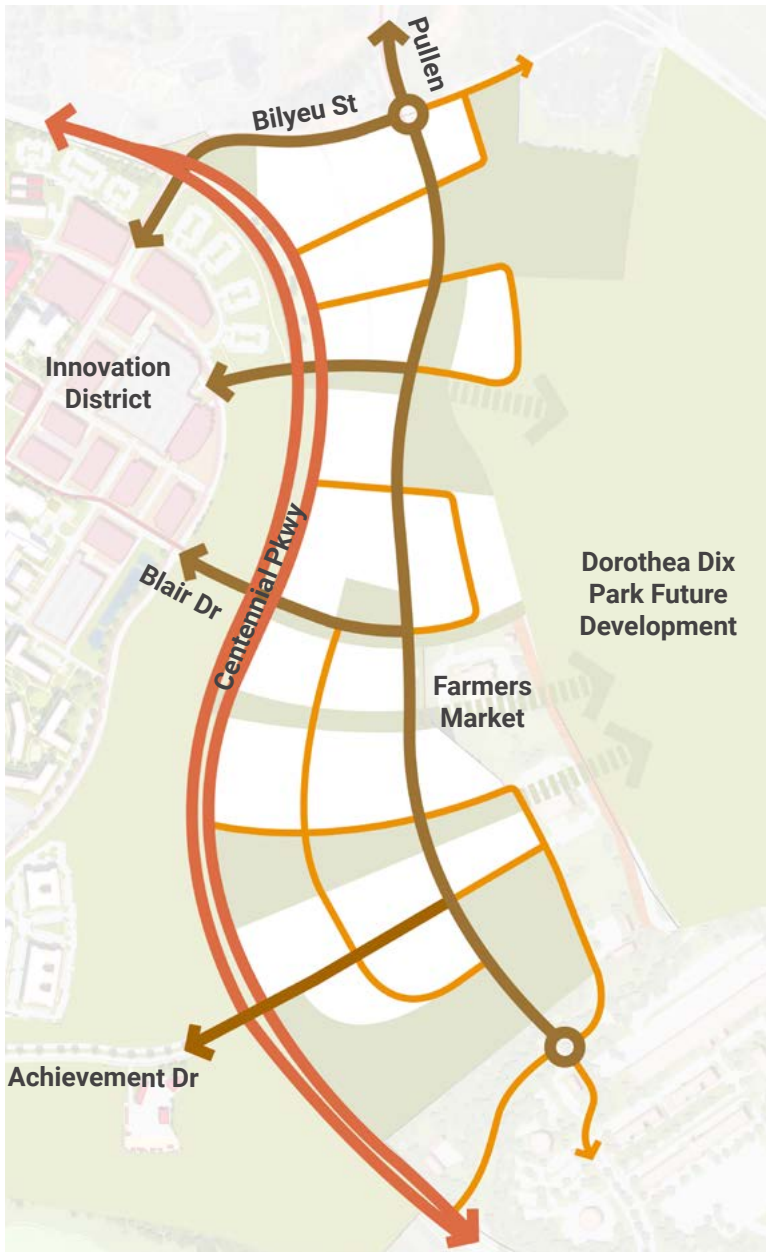 Pullen
Bilyeu St
Innovation
District
Centennial Pkwy
Blair Dr
Dorothea Dix
Park Future
Development
Farmers
Market
Achievement Dr